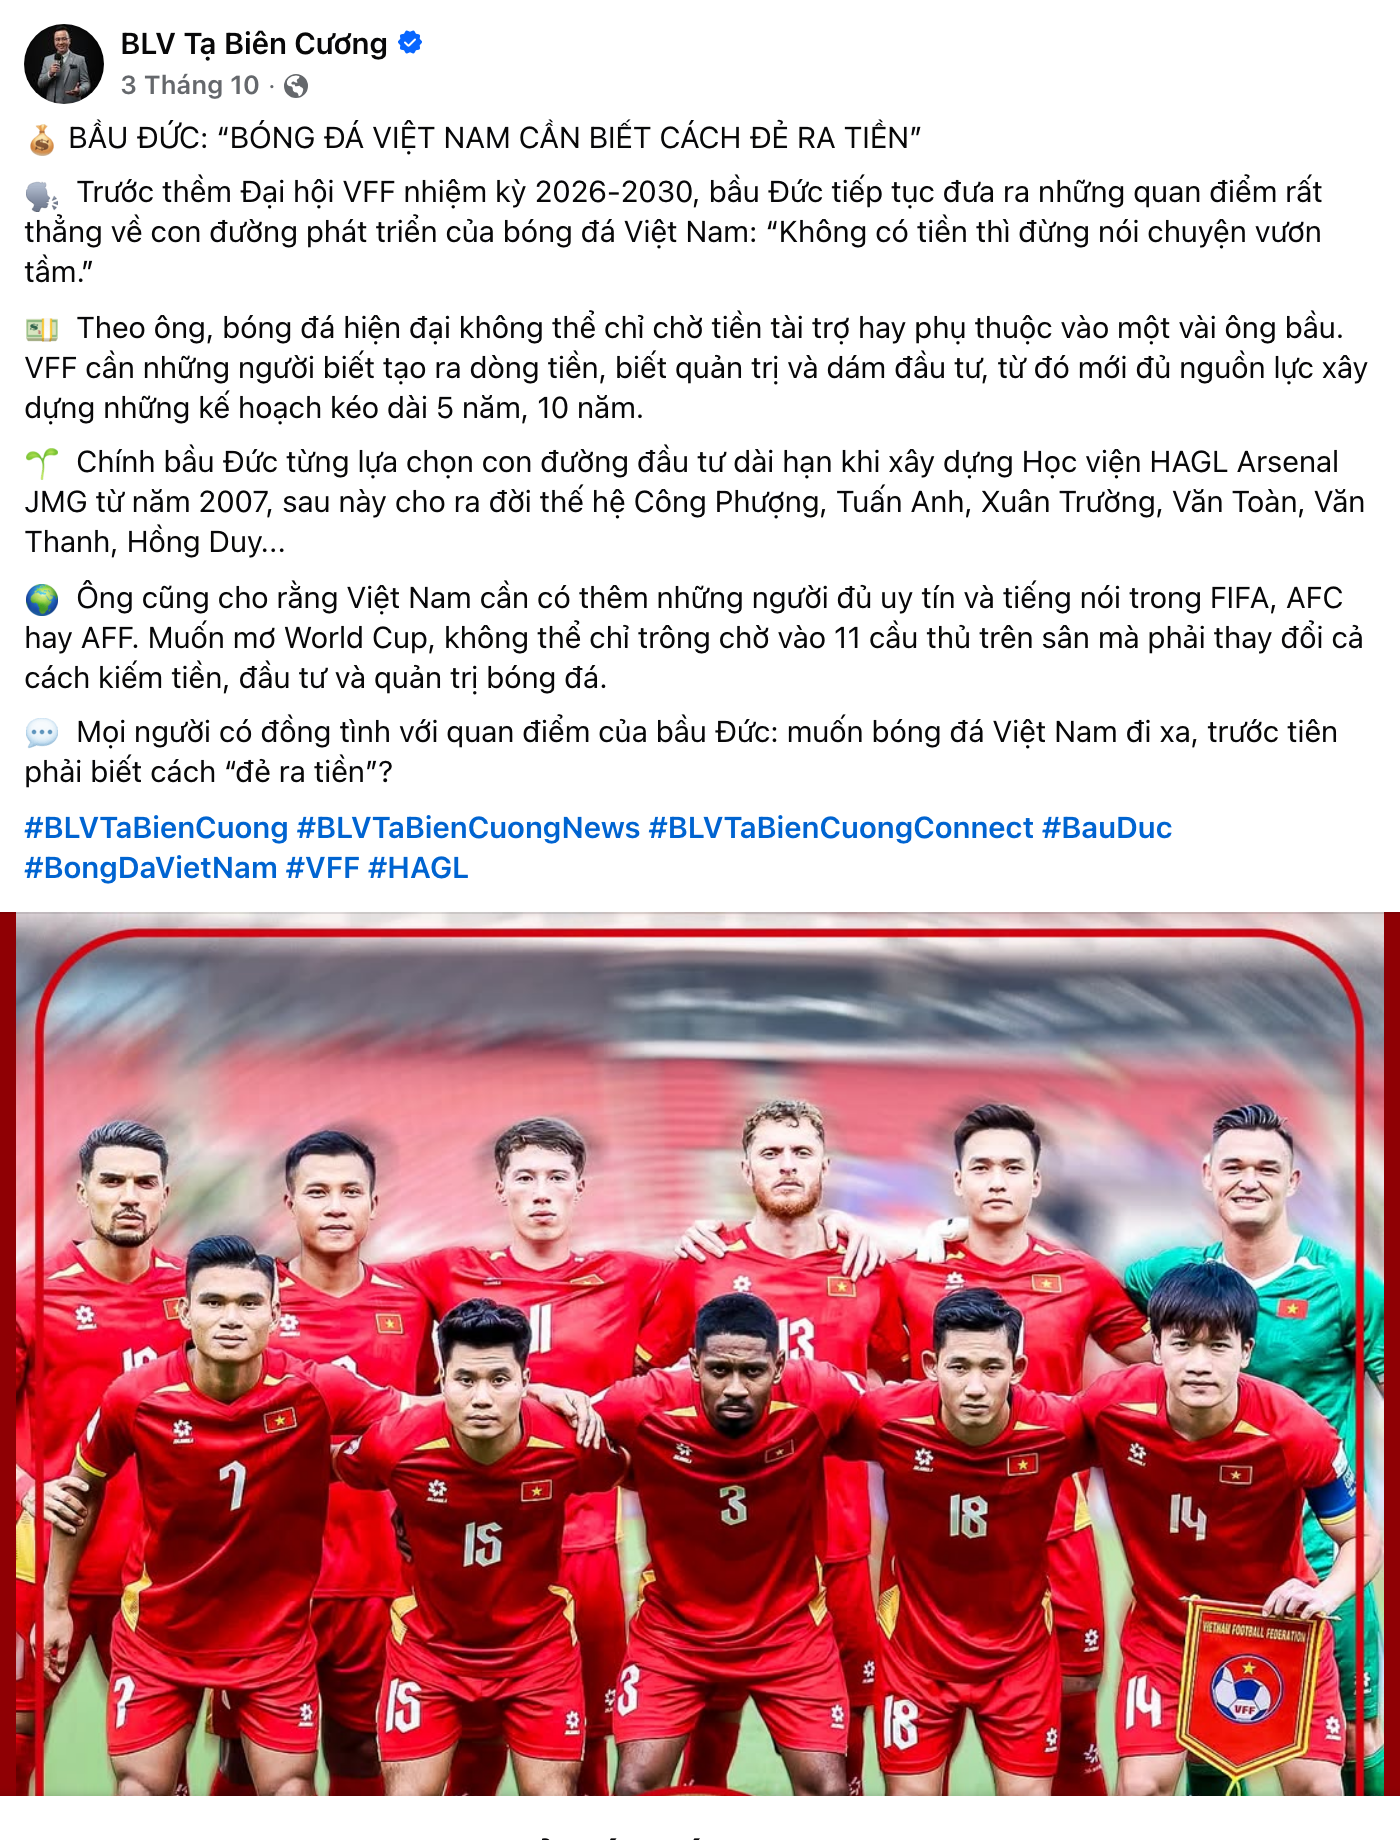 BLV Tạ Biên Cương
3 Tháng 10 ·
BẦU ĐỨC: “BÓNG ĐÁ VIỆT NAM CẦN BIẾT CÁCH ĐẺ RA TIỀN”
Trước thềm Đại hội VFF nhiệm kỳ 2026-2030, bầu Đức tiếp tục đưa ra những quan điểm rất
thẳng về con đường phát triển của bóng đá Việt Nam: “Không có tiền thì đừng nói chuyện vươn
tầm.”
Theo ông, bóng đá hiện đại không thể chỉ chờ tiền tài trợ hay phụ thuộc vào một vài ông bầu.
VFF cần những người biết tạo ra dòng tiền, biết quản trị và dám đầu tư, từ đó mới đủ nguồn lực xây
dựng những kế hoạch kéo dài 5 năm, 10 năm.
Chính bầu Đức từng lựa chọn con đường đầu tư dài hạn khi xây dựng Học viện HAGL Arsenal
JMG từ năm 2007, sau này cho ra đời thế hệ Công Phượng, Tuấn Anh, Xuân Trường, Văn Toàn, Văn
Thanh, Hồng Duy...
Ông cũng cho rằng Việt Nam cần có thêm những người đủ uy tín và tiếng nói trong FIFA, AFC
hay AFF. Muốn mơ World Cup, không thể chỉ trông chờ vào 11 cầu thủ trên sân mà phải thay đổi cả
cách kiếm tiền, đầu tư và quản trị bóng đá.
Mọi người có đồng tình với quan điểm của bầu Đức: muốn bóng đá Việt Nam đi xa, trước tiên
phải biết cách “đẻ ra tiền”?
#BLVTaBienCuong #BLVTaBienCuongNews #BLVTaBienCuongConnect #BauDuc
#BongDaVietNam #VFF #HAGL
11
13
7
15
3
18
14
VIETNAM FOOTBALL FEDERATION
VFF
7
15
3
18
14